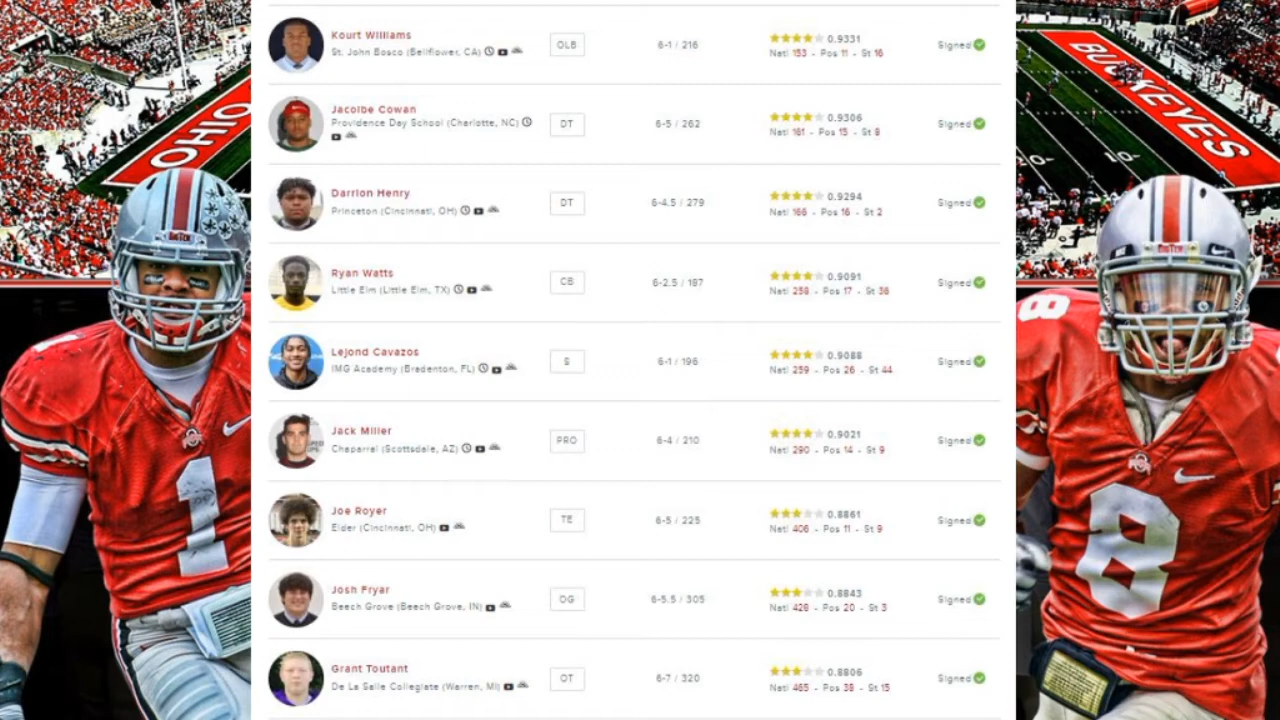 OHIO
BUCKEYES
Kourt Williams
St. John Bosco (Bellflower, CA)
OLB
6-1 / 216
0.9331
Natl 153 - Pos 11 - St 16
Signed
Jacolbe Cowan
Providence Day School (Charlotte, NC)
DT
6-5 / 262
0.9306
Natl 161 - Pos 15 - St 8
Signed
Darrion Henry
Princeton (Cincinnati, OH)
DT
6-4.5 / 279
0.9294
Natl 166 - Pos 16 - St 2
Signed
Ryan Watts
Little Elm (Little Elm, TX)
CB
6-2.5 / 187
0.9091
Natl 258 - Pos 17 - St 36
Signed
Lejond Cavazos
IMG Academy (Bradenton, FL)
S
6-1 / 196
0.9088
Natl 259 - Pos 26 - St 44
Signed
Jack Miller
Chaparral (Scottsdale, AZ)
PRO
6-4 / 210
0.9021
Natl 290 - Pos 14 - St 9
Signed
Joe Royer
Elder (Cincinnati, OH)
TE
6-5 / 225
0.8861
Natl 406 - Pos 11 - St 9
Signed
Josh Fryar
Beech Grove (Beech Grove, IN)
OG
6-5.5 / 305
0.8843
Natl 426 - Pos 20 - St 3
Signed
Grant Toutant
De La Salle Collegiate (Warren, MI)
OT
6-7 / 320
0.8806
Natl 465 - Pos 38 - St 15
Signed
1
8
8